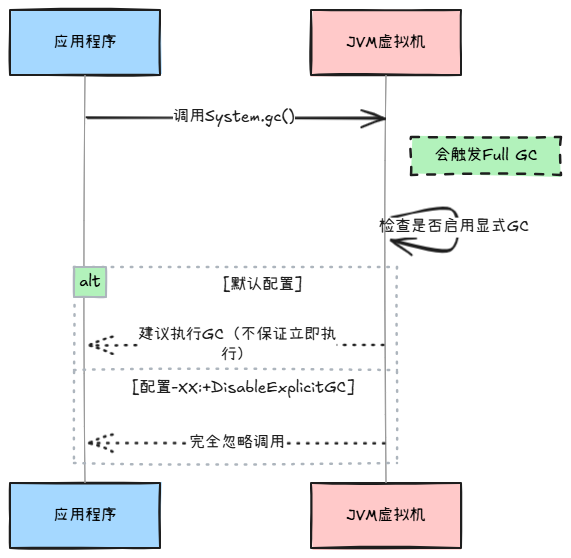 应用程序
JVM虚拟机
调用System.gc()
会触发Full GC
检查是否启用显式GC
alt
[默认配置]
建议执行GC（不保证立即执
行）
[配置-XX:+DisableExplicitGC]
完全忽略调用
应用程序
JVM虚拟机